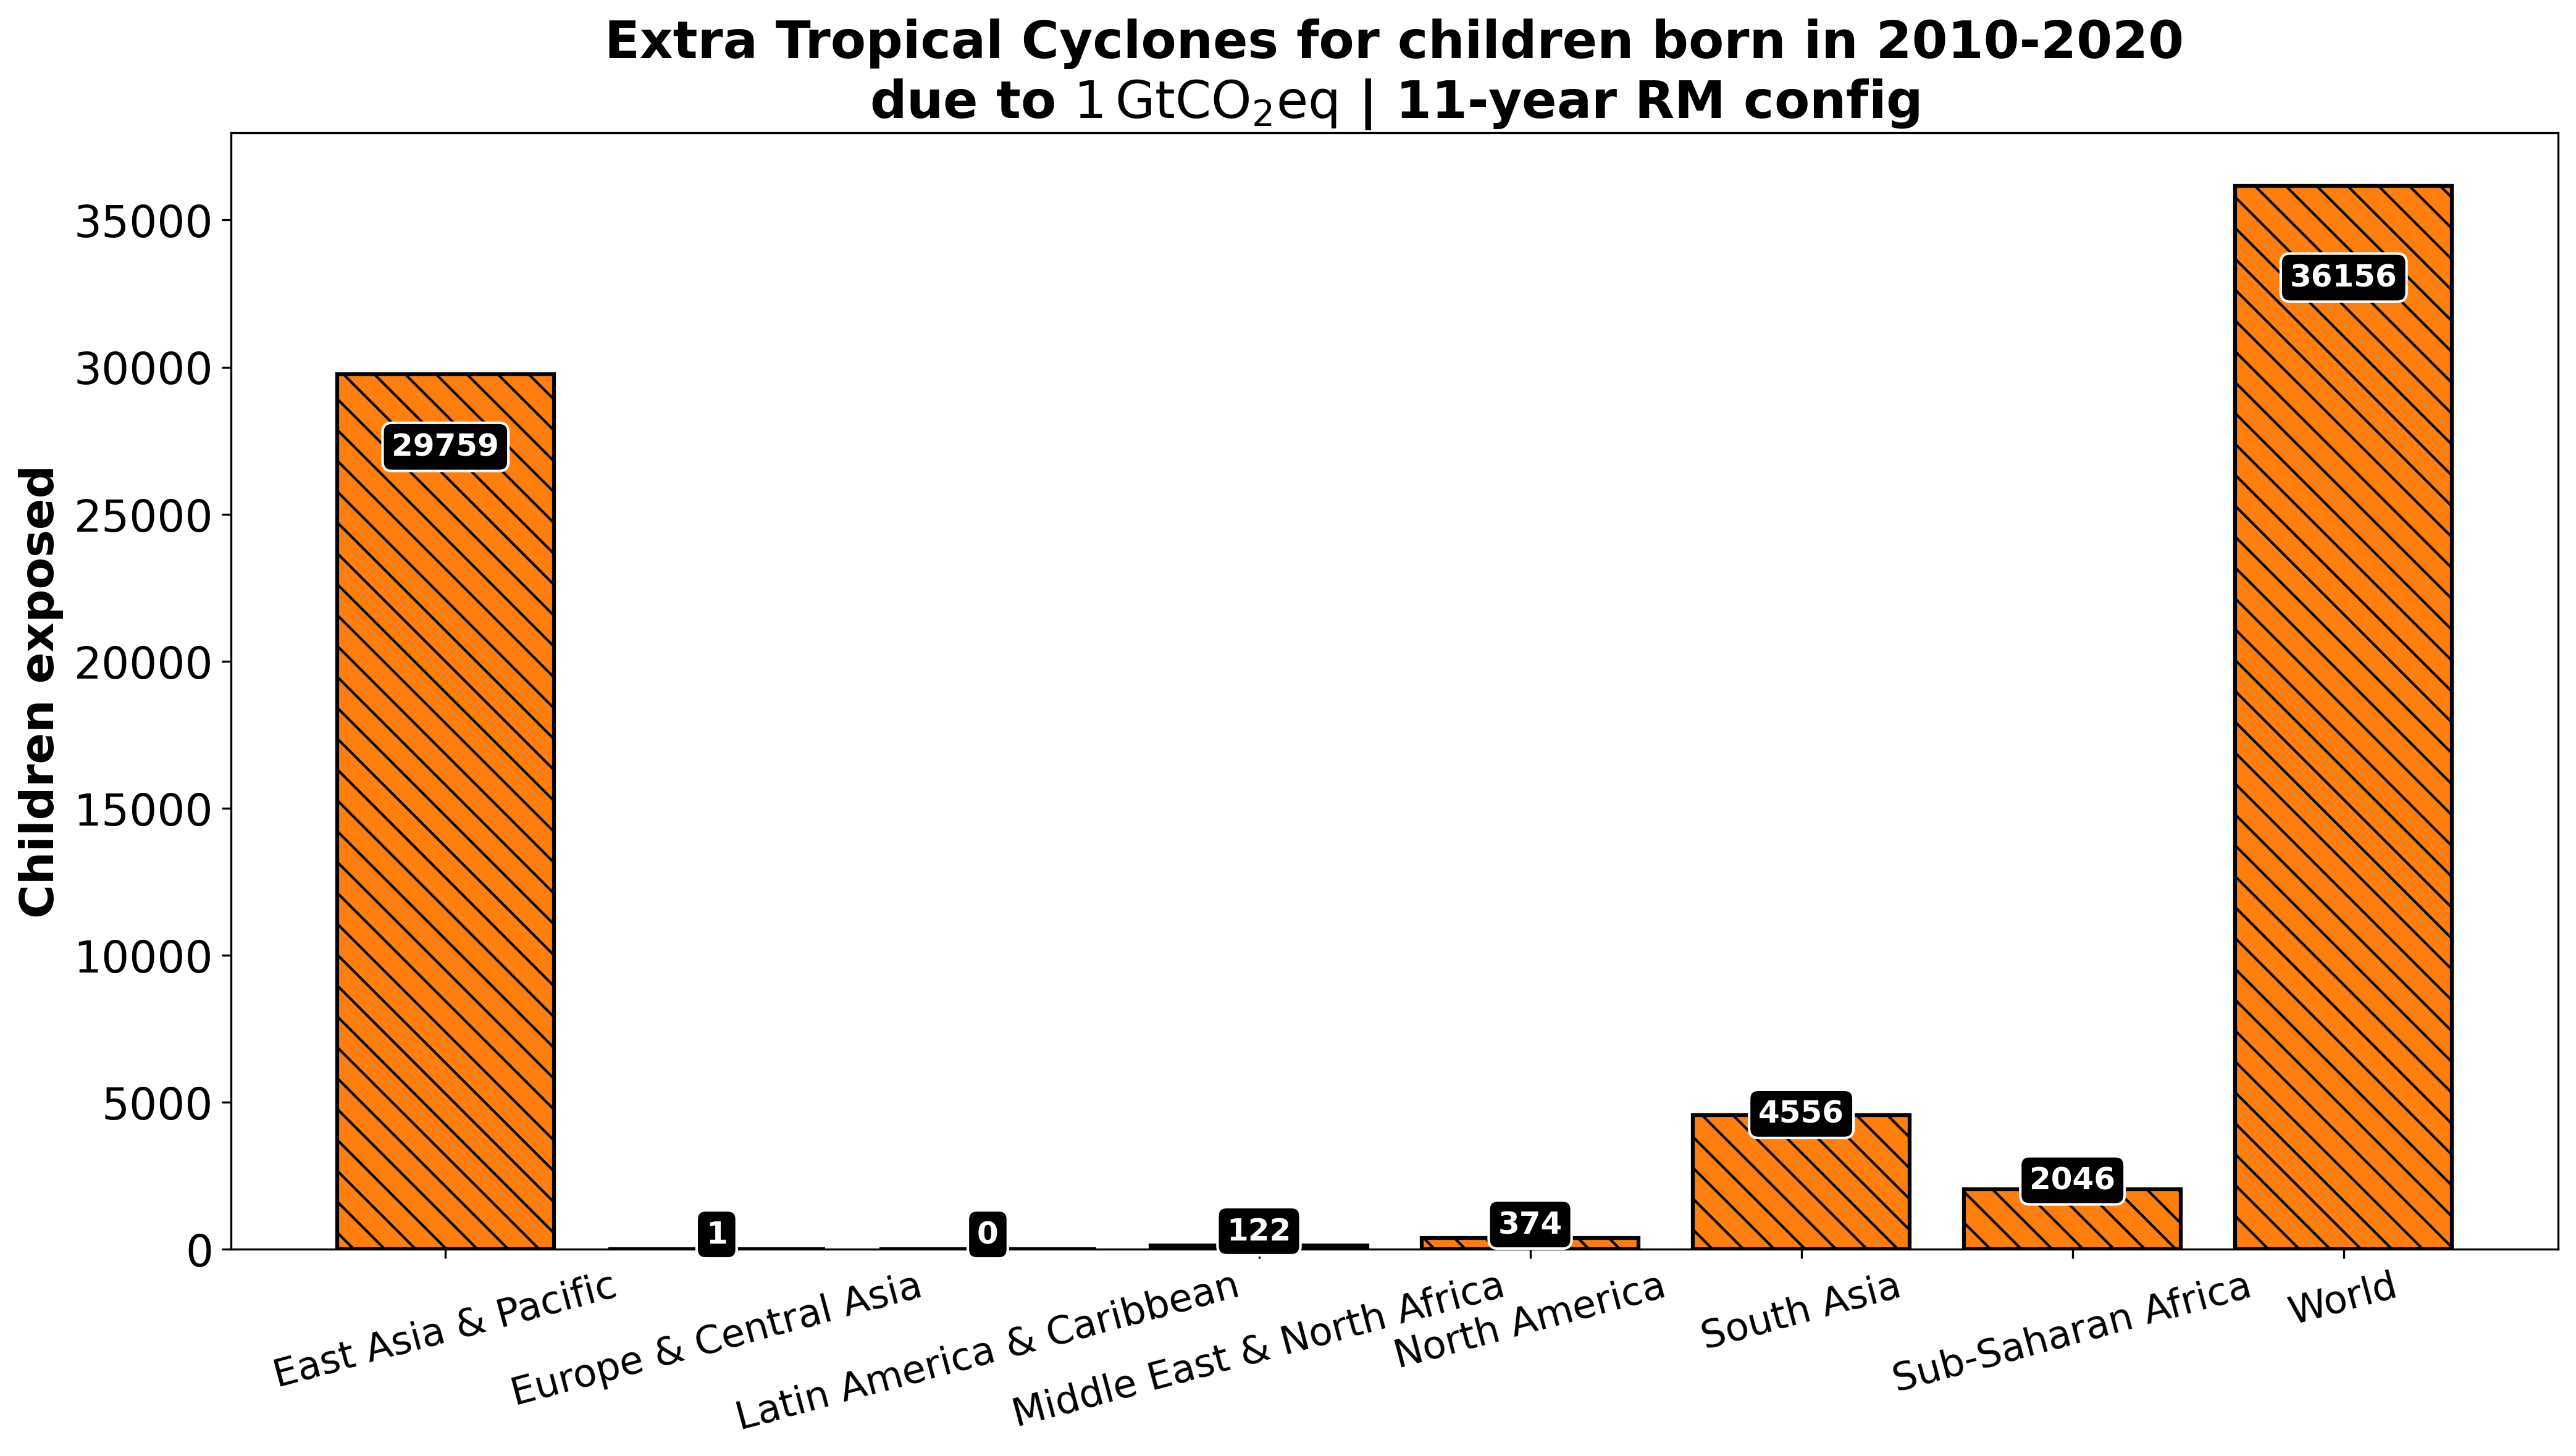 Extra Tropical Cyclones for children born in 2010-2020
due to 1 GtCO₂eq | 11-year RM config
Children exposed
35000
30000
25000
20000
15000
10000
5000
0
29759
1
0
122
374
4556
2046
36156
East Asia & Pacific
Europe & Central Asia
Latin America & Caribbean
Middle East & North Africa
North America
South Asia
Sub-Saharan Africa
World